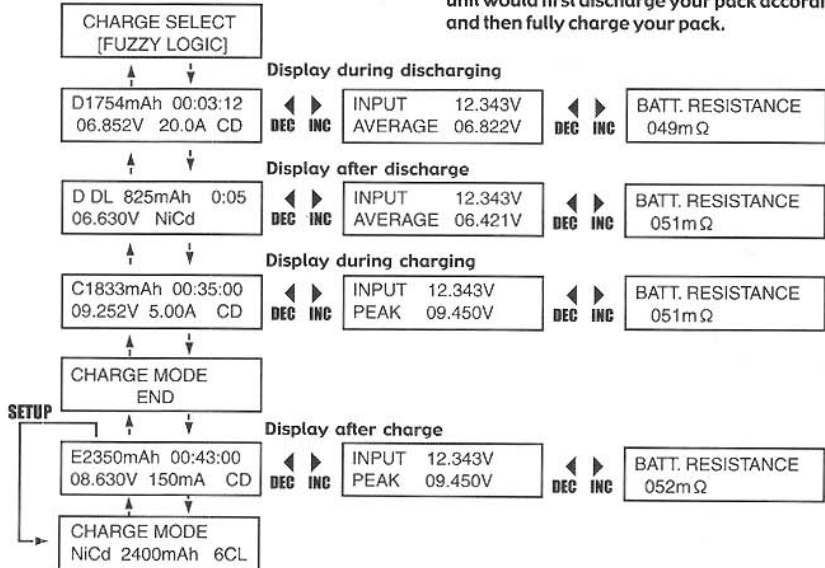 unit would first discharge your pack accordi
and then fully charge your pack.
CHARGE SELECT
[FUZZY LOGIC]
Display during discharging
D1754mAh 00:03:12
06.852V 20.0A CD
DEC INC
INPUT 12.343V
AVERAGE 06.822V
DEC INC
BATT. RESISTANCE
049mΩ
Display after discharge
D DL 825mAh 0:05
06.630V NiCd
DEC INC
INPUT 12.343V
AVERAGE 06.421V
DEC INC
BATT. RESISTANCE
051mΩ
Display during charging
C1833mAh 00:35:00
09.252V 5.00A CD
DEC INC
INPUT 12.343V
PEAK 09.450V
DEC INC
BATT. RESISTANCE
051mΩ
CHARGE MODE
END
SETUP
Display after charge
E2350mAh 00:43:00
08.630V 150mA CD
DEC INC
INPUT 12.343V
PEAK 09.450V
DEC INC
BATT. RESISTANCE
052mΩ
CHARGE MODE
NiCd 2400mAh 6CL